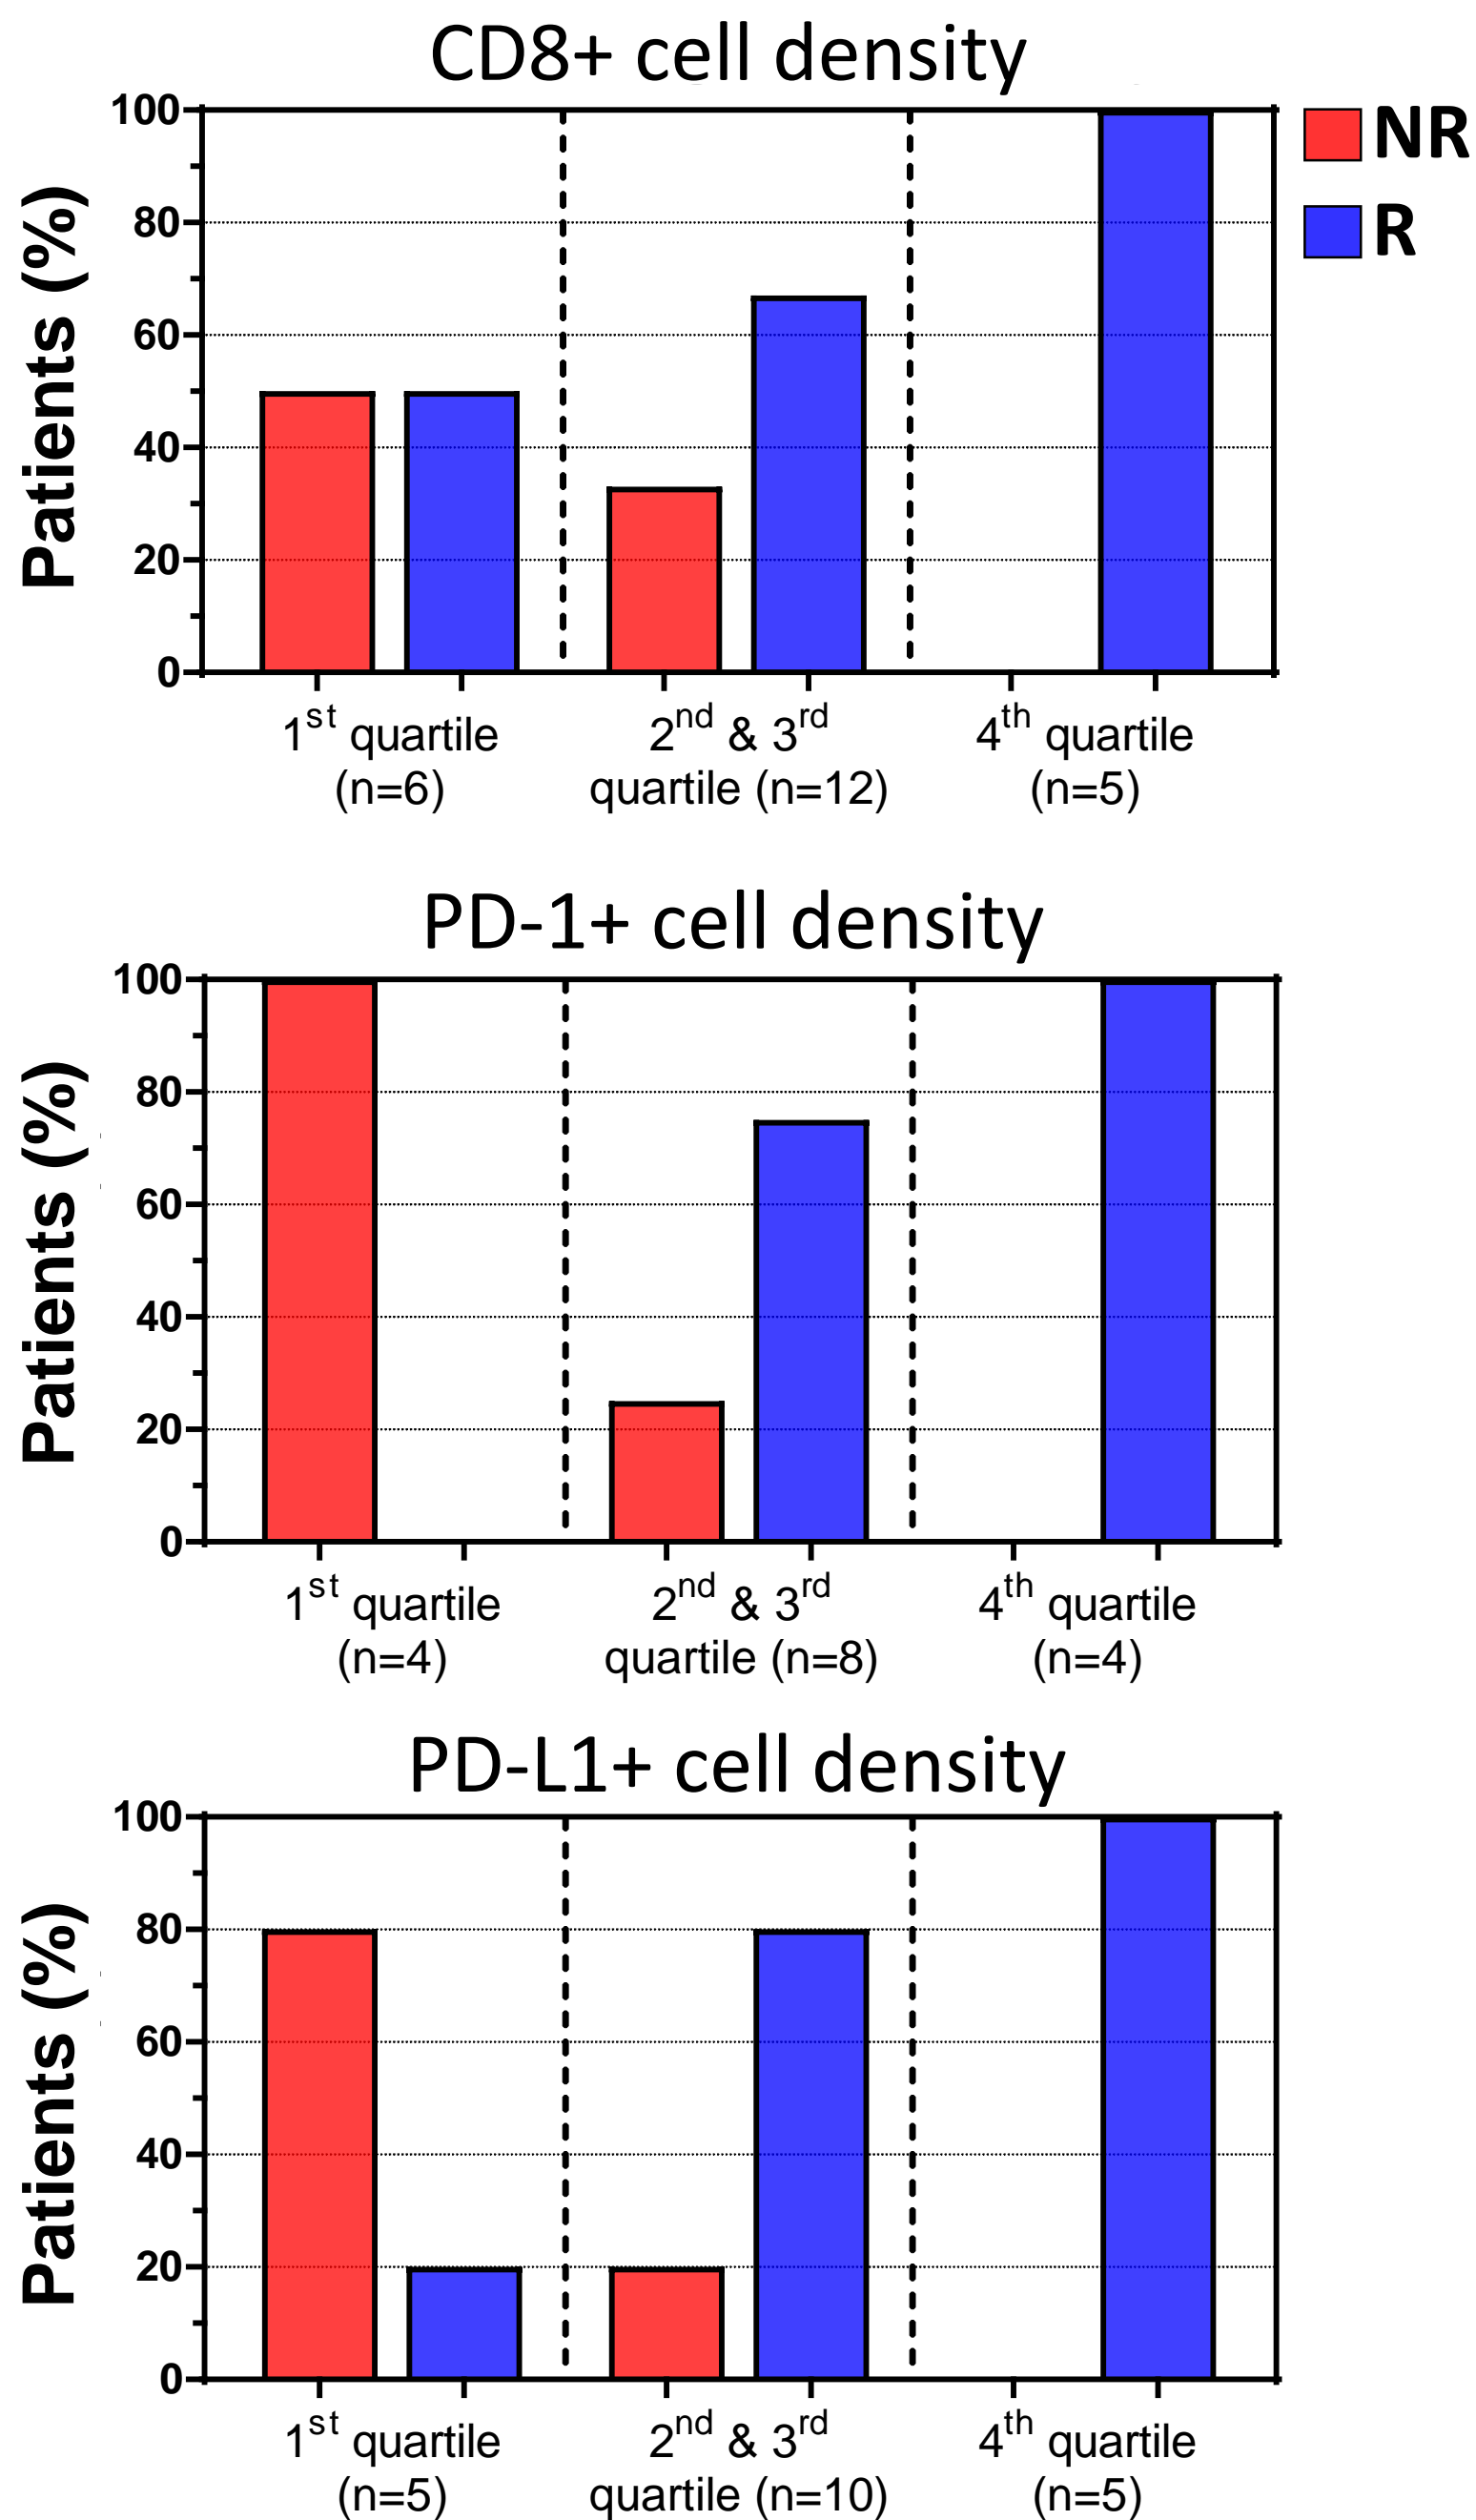 CD8+ cell density
NR
R
Patients (%)
100
80
60
40
20
0
1st quartile
(n=6)
2nd & 3rd
quartile (n=12)
4th quartile
(n=5)
PD-1+ cell density
Patients (%)
100
80
60
40
20
0
1st quartile
(n=4)
2nd & 3rd
quartile (n=8)
4th quartile
(n=4)
PD-L1+ cell density
Patients (%)
100
80
60
40
20
0
1st quartile
(n=5)
2nd & 3rd
quartile (n=10)
4th quartile
(n=5)